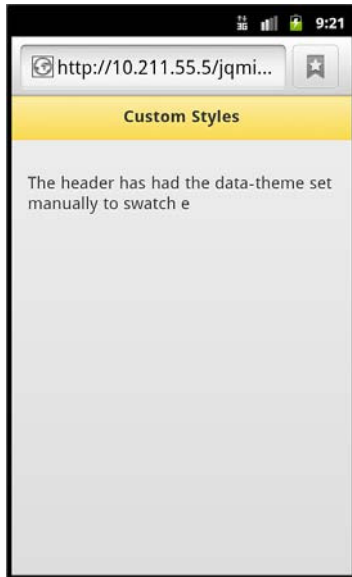 3G 9:21
http://10.211.55.5/jqmi...
Custom Styles
The header has had the data-theme set
manually to swatch e